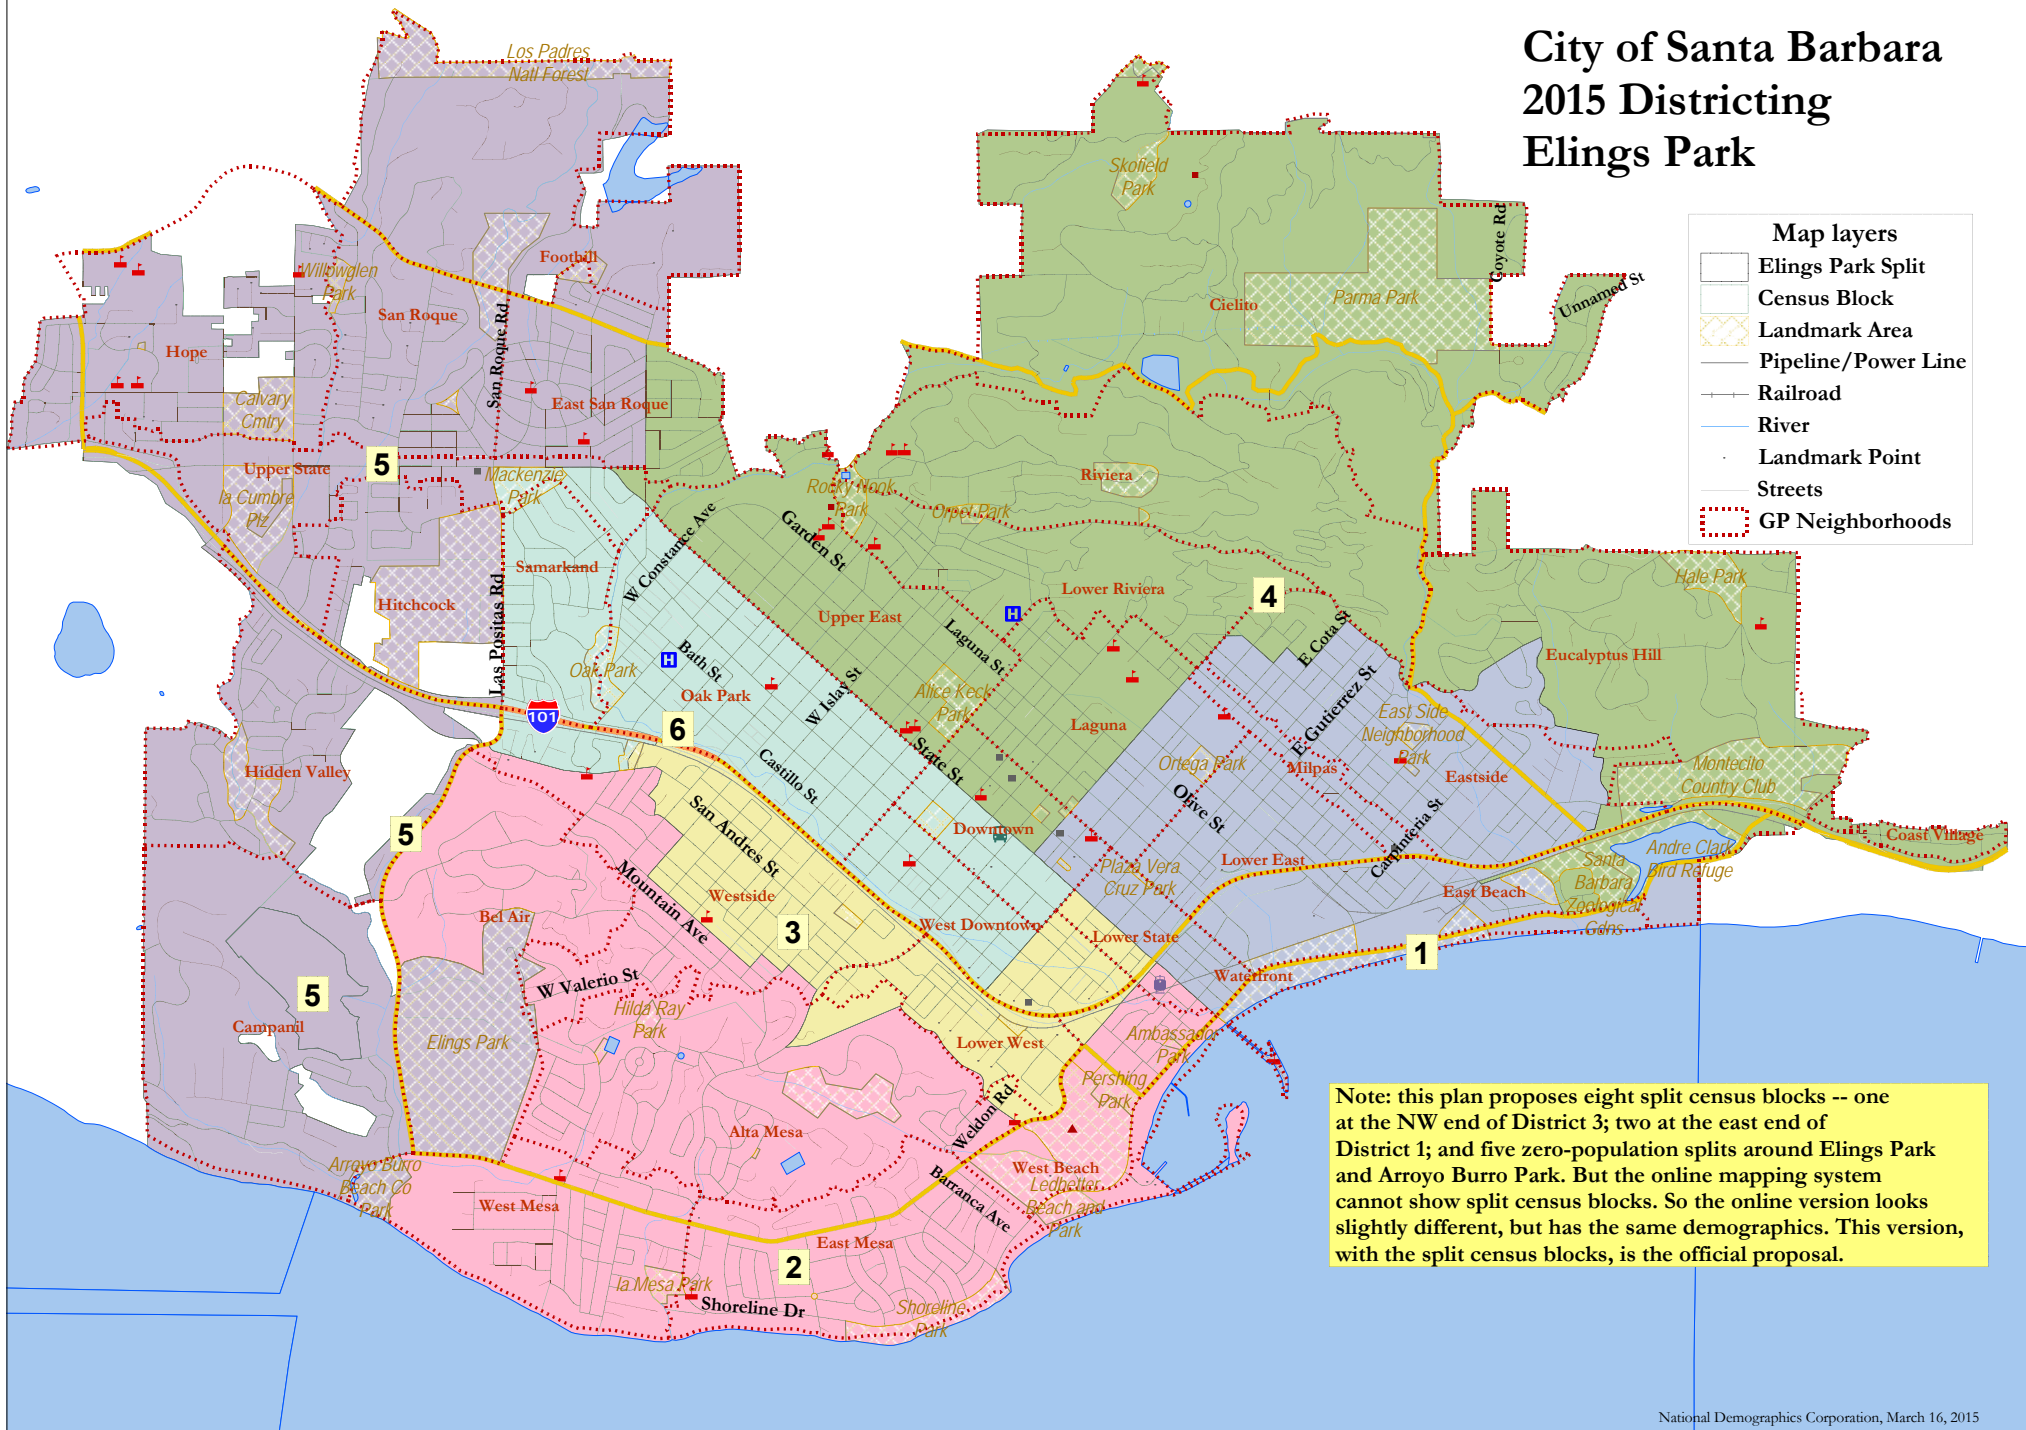 City of Santa Barbara
2015 Districting
Elings Park
Map layers
Elings Park Split
Census Block
Landmark Area
Pipeline/Power Line
Railroad
River
Landmark Point
Streets
GP Neighborhoods
Los Padres
Natl Forest
Skofield
Park
Coyote Rd
Unnamed St
Foothill
Willowglen
Park
San Roque
San Roque Rd
Cielito
Parma Park
Hope
Calvary
Cmtry
East San Roque
Upper State
5
Mackenzie
Park
la Cumbre
Plz
Rocky Nook
Park
Orpet Park
Riviera
W Constance Ave
Garden St
Samarkand
Hitchcock
Las Positas Rd
Lower Riviera
4
Hale Park
Upper East
H
Laguna St
E Cota St
Eucalyptus Hill
H
Bath St
Oak Park
Oak Park
W Islay St
Alice Keck
Park
Laguna
E Gutierrez St
East Side
Neighborhood
Park
101
6
State St
Castillo St
Ortega Park
Milpas
Eastside
Montecito
Country Club
Hidden Valley
San Andres St
Olive St
Carpinteria St
5
Downtown
Coast Village
Mountain Ave
Westside
Plaza Vera
Cruz Park
Lower East
East Beach
Santa
Barbara
Zoological
Gdns
Andre Clark
Bird Refuge
Bel Air
3
West Downtown
Lower State
1
W Valerio St
Waterfront
5
Campanil
Hilda Ray
Park
Elings Park
Lower West
Ambassador
Park
Pershing
Park
Weldon Rd
Alta Mesa
West Beach
Ledbetter
Beach and
Park
Arroyo Burro
Beach Co
Park
Barranca Ave
West Mesa
East Mesa
2
la Mesa Park
Shoreline Dr
Shoreline
Park
Note: this plan proposes eight split census blocks -- one
at the NW end of District 3; two at the east end of
District 1; and five zero-population splits around Elings Park
and Arroyo Burro Park. But the online mapping system
cannot show split census blocks. So the online version looks
slightly different, but has the same demographics. This version,
with the split census blocks, is the official proposal.
National Demographics Corporation, March 16, 2015